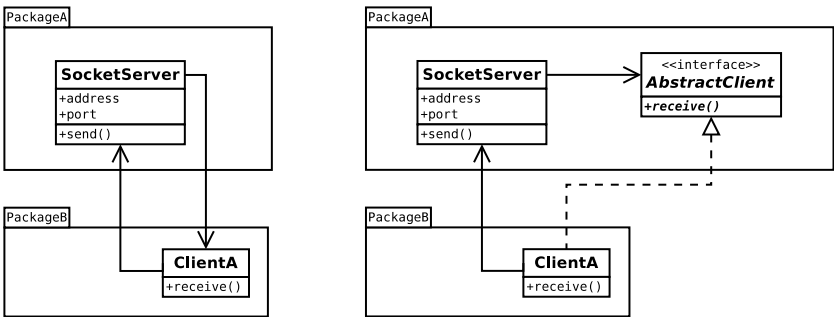 PackageA
SocketServer
+address
+port
+send()
PackageB
ClientA
+receive()
PackageA
SocketServer
+address
+port
+send()
<<interface>>
AbstractClient
+receive()
PackageB
ClientA
+receive()